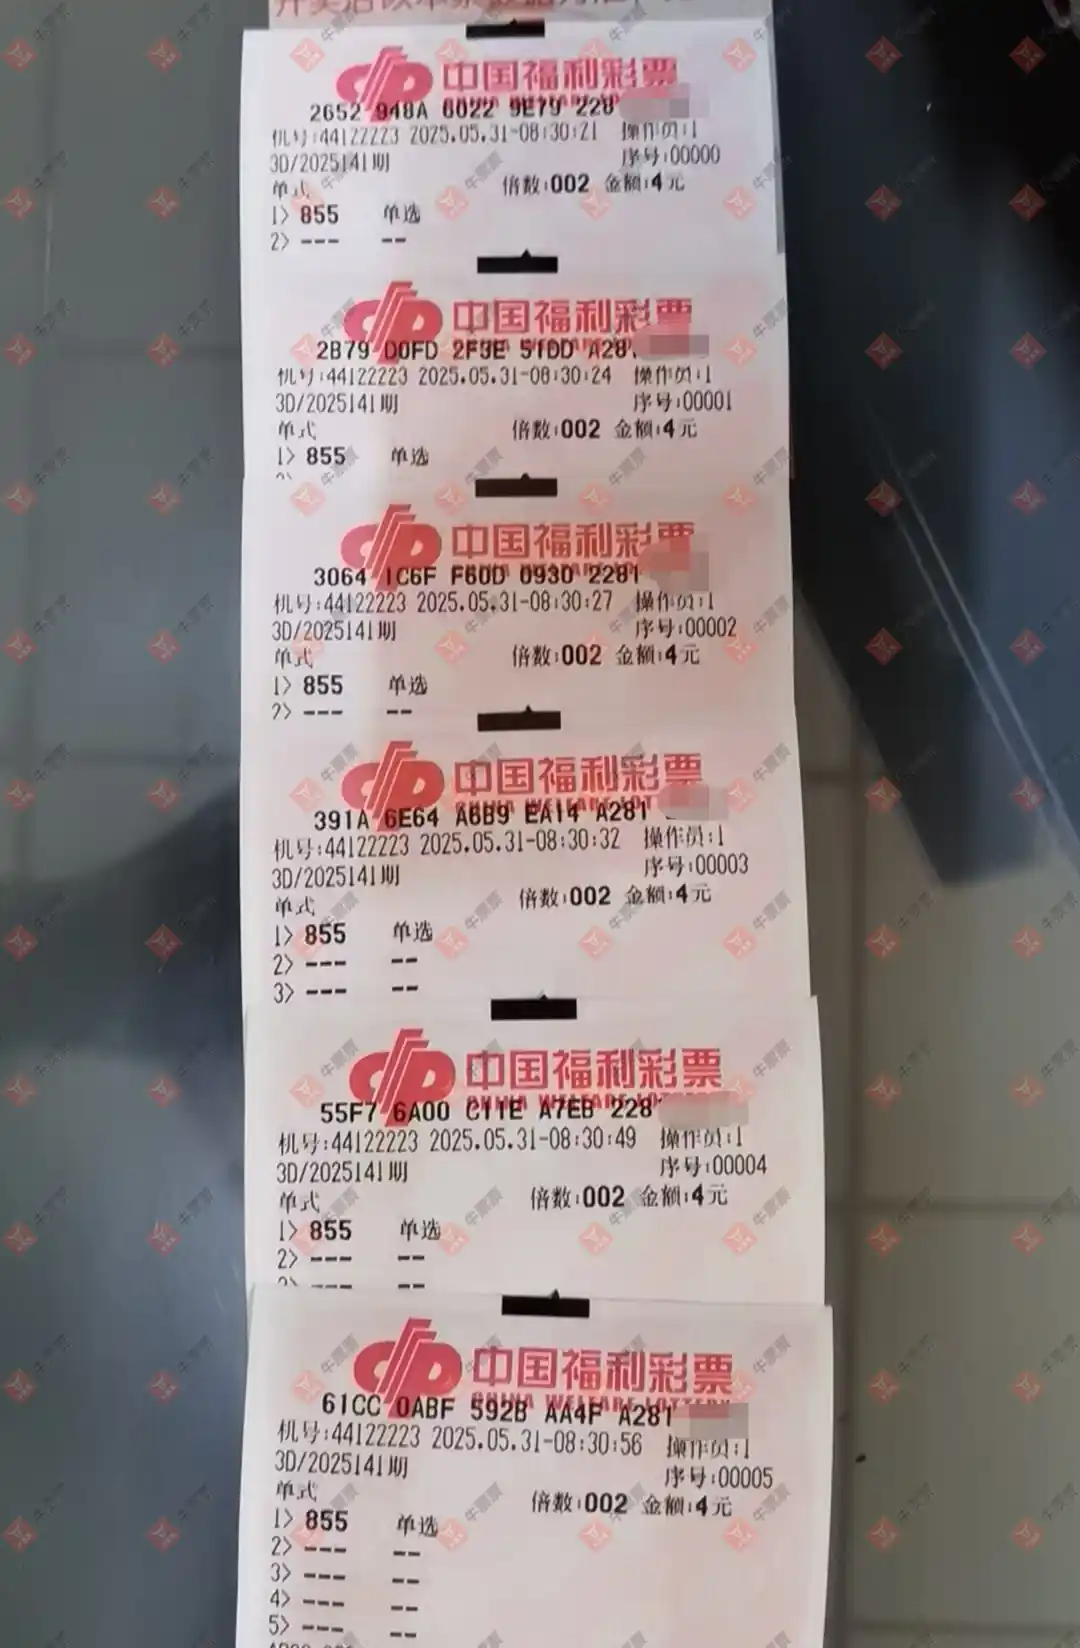 中国福利彩票
2652 948A 6022 9E79 228
机号:44122223 2025.05.31-08:30:21 操作员:1
3D/2025141期 序号:00000
单式 倍数:002 金额:4元
1> 855 单选
2> --- --
中国福利彩票
2B79 D0FD 2F3E 51DD A28
机号:44122223 2025.05.31-08:30:24 操作员:1
3D/2025141期 序号:00001
单式 倍数:002 金额:4元
1> 855 单选
中国福利彩票
3064 1C6F F60D 0930 2281
机号:44122223 2025.05.31-08:30:27 操作员:1
3D/2025141期 序号:00002
单式 倍数:002 金额:4元
1> 855 单选
2> --- --
中国福利彩票
CHINA WELFARE LOT
391A 6E64 A6B9 EA14 A281
机号:44122223 2025.05.31-08:30:32 操作员:1
3D/2025141期 序号:00003
单式 倍数:002 金额:4元
1> 855 单选
2> --- --
3> --- --
中国福利彩票
55F7 6A00 C11E A7EB 228
机号:44122223 2025.05.31-08:30:49 操作员:1
3D/2025141期 序号:00004
单式 倍数:002 金额:4元
1> 855 单选
2> --- --
中国福利彩票
CHINA WELFARE LOTTERY
61CC 0ABF 592B AA4F A281
机号:44122223 2025.05.31-08:30:56 操作员:1
3D/2025141期 序号:00005
单式 倍数:002 金额:4元
1> 855 单选
2> --- --
3> --- --
4> --- --
5> --- --